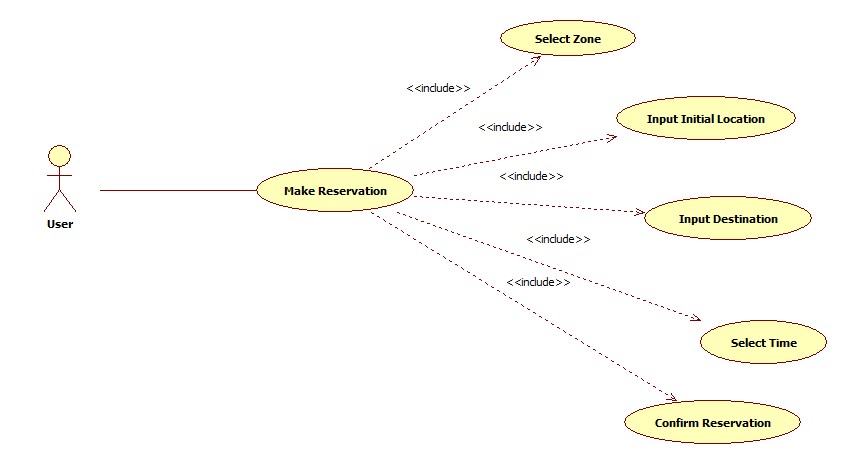 Select Zone
<<include>>
Input Initial Location
<<include>>
<<include>>
Make Reservation
User
Input Destination
<<include>>
<<include>>
Select Time
Confirm Reservation